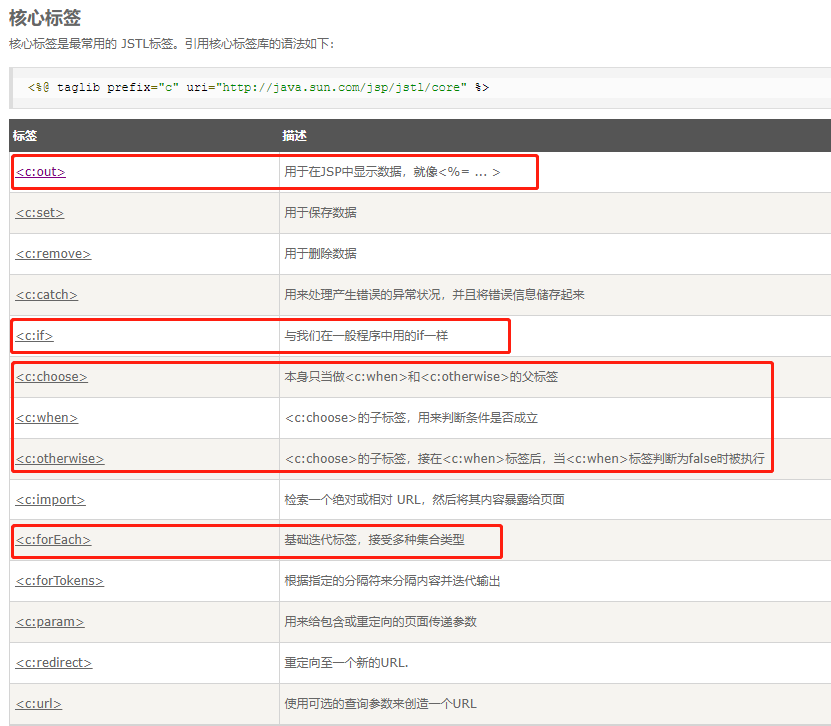 核心标签
核心标签是最常用的 JSTL标签。引用核心标签库的语法如下：
<%@ taglib prefix="c" uri="http://java.sun.com/jsp/jstl/core" %>
标签 描述
<c:out> 用于在JSP中显示数据，就像<%= ... >
<c:set> 用于保存数据
<c:remove> 用于删除数据
<c:catch> 用来处理产生错误的异常状况，并且将错误信息储存起来
<c:if> 与我们在一般程序中用的if一样
<c:choose> 本身只当做<c:when>和<c:otherwise>的父标签
<c:when> <c:choose>的子标签，用来判断条件是否成立
<c:otherwise> <c:choose>的子标签，接在<c:when>标签后，当<c:when>标签判断为false时被执行
<c:import> 检索一个绝对或相对 URL，然后将其内容暴露给页面
<c:forEach> 基础迭代标签，接受多种集合类型
<c:forTokens> 根据指定的分隔符来分隔内容并迭代输出
<c:param> 用来给包含或重定向的页面传递参数
<c:redirect> 重定向至一个新的URL.
<c:url> 使用可选的查询参数来创造一个URL